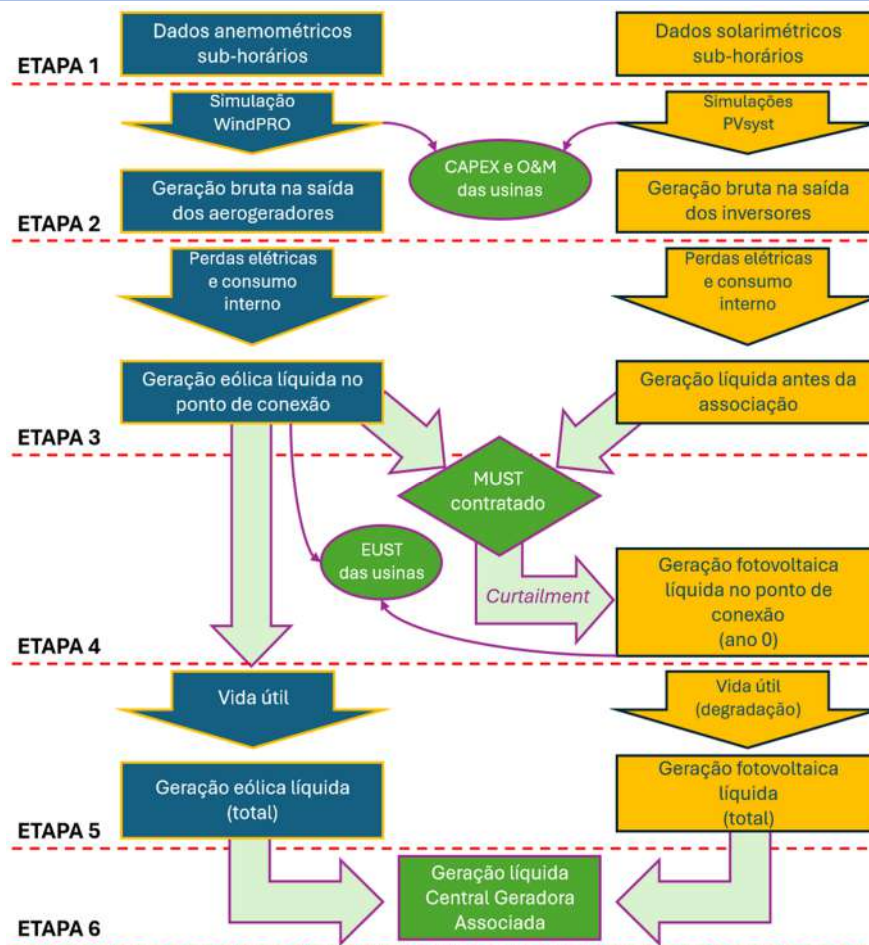 Dados anemométricos
sub-horários
Dados solarimétricos
sub-horários
ETAPA 1
Simulação
WindPRO
Simulações
PVsyst
CAPEX e O&M
das usinas
Geração bruta na saída
dos aerogeradores
Geração bruta na saída
dos inversores
ETAPA 2
Perdas elétricas
e consumo
interno
Perdas elétricas
e consumo
interno
Geração eólica líquida no
ponto de conexão
Geração líquida antes da
associação
ETAPA 3
MUST
contratado
EUST
das usinas
Curtailment
Geração fotovoltaica
líquida no ponto de
conexão
(ano 0)
ETAPA 4
Vida útil
Vida útil
(degradação)
Geração eólica líquida
(total)
Geração fotovoltaica
líquida
(total)
ETAPA 5
Geração líquida
Central Geradora
Associada
ETAPA 6